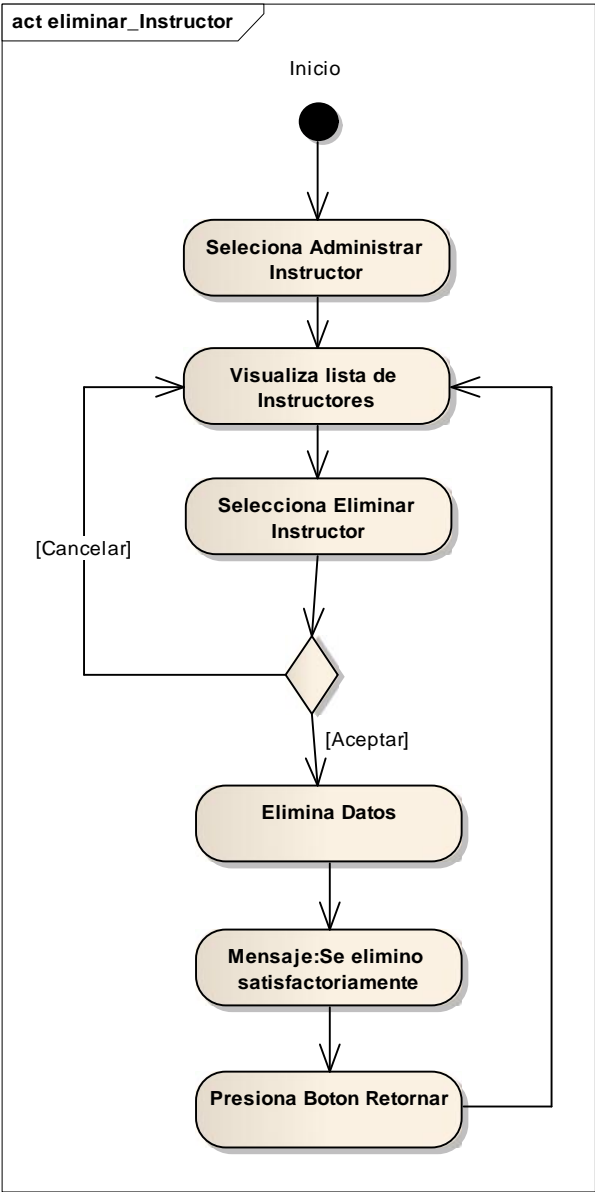 act eliminar_Instructor
Inicio
Seleciona Administrar
Instructor
Visualiza lista de
Instructores
Selecciona Eliminar
Instructor
[Cancelar]
[Aceptar]
Elimina Datos
Mensaje:Se elimino
satisfactoriamente
Presiona Boton Retornar